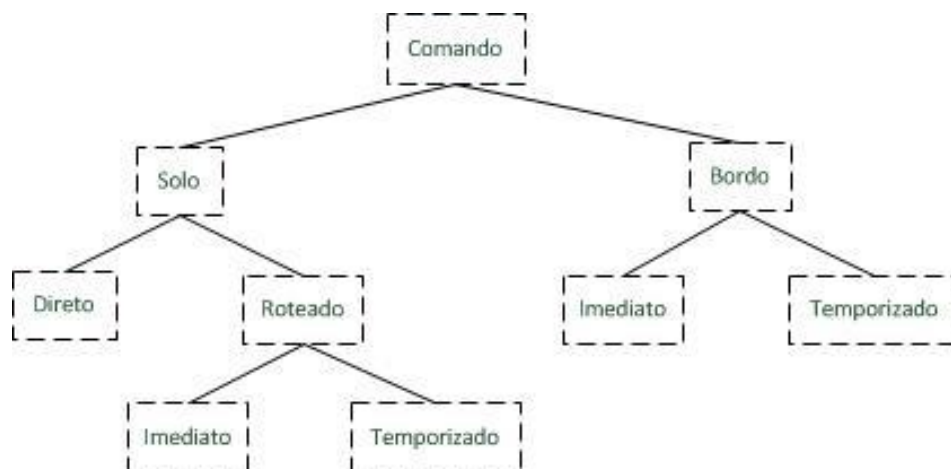 Comando
Solo
Bordo
Direto
Roteado
Imediato
Temporizado
Imediato
Temporizado